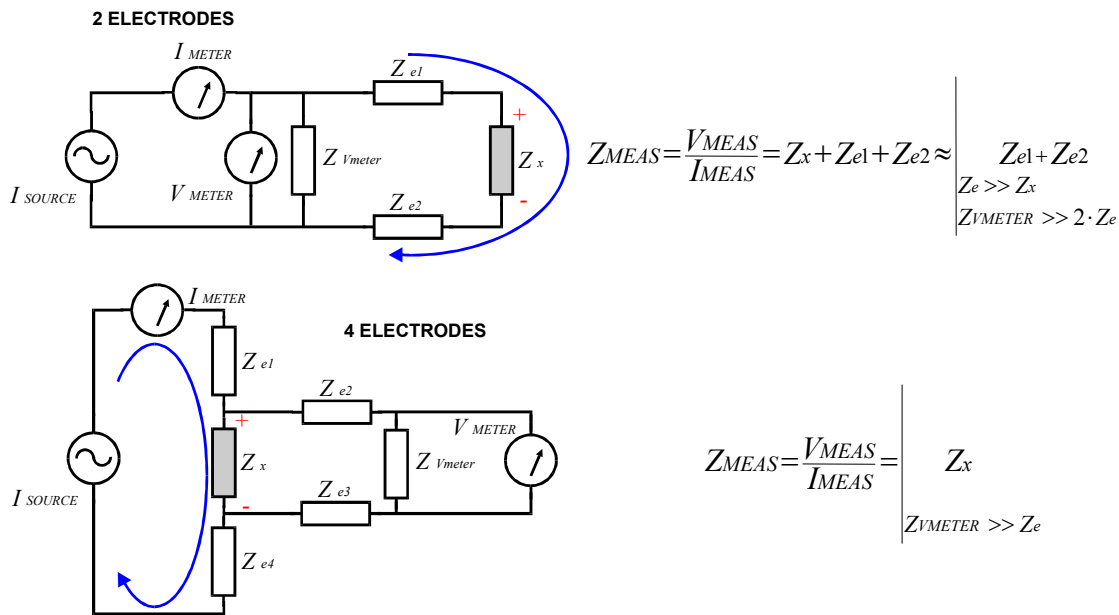 2 ELECTRODES
I METER
Z e1
+
Z Vmeter
Z x
V METER
I SOURCE
-
Z e2
ZMEAS = VMEAS / IMEAS = Zx + Ze1 + Ze2 ≈ | Ze1 + Ze2
Ze >> Zx
ZVMETER >> 2 · Ze
I METER
4 ELECTRODES
Z e1
Z e2
+
V METER
Z x
Z Vmeter
I SOURCE
Z e3
-
Z e4
ZMEAS = VMEAS / IMEAS = | Zx
ZVMETER >> Ze